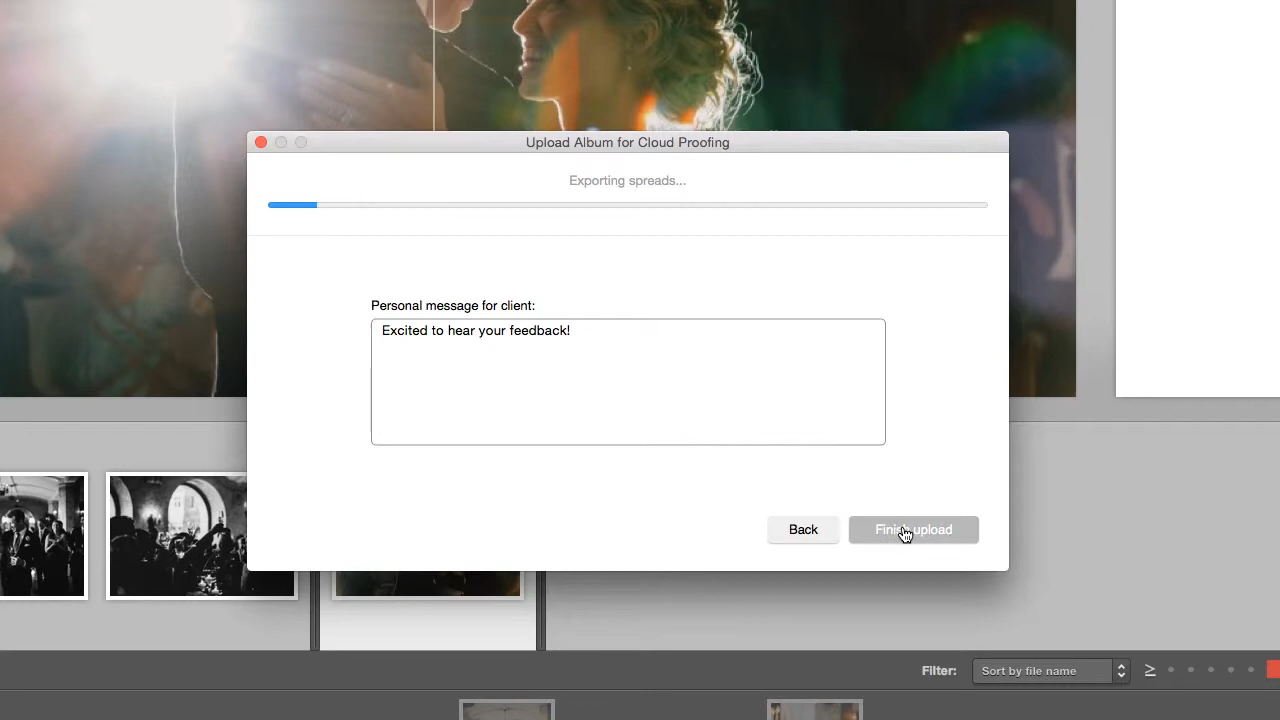 Upload Album for Cloud Proofing
Exporting spreads...
Personal message for client:
Excited to hear your feedback!
Back
Finish upload
Filter:
Sort by file name
≥